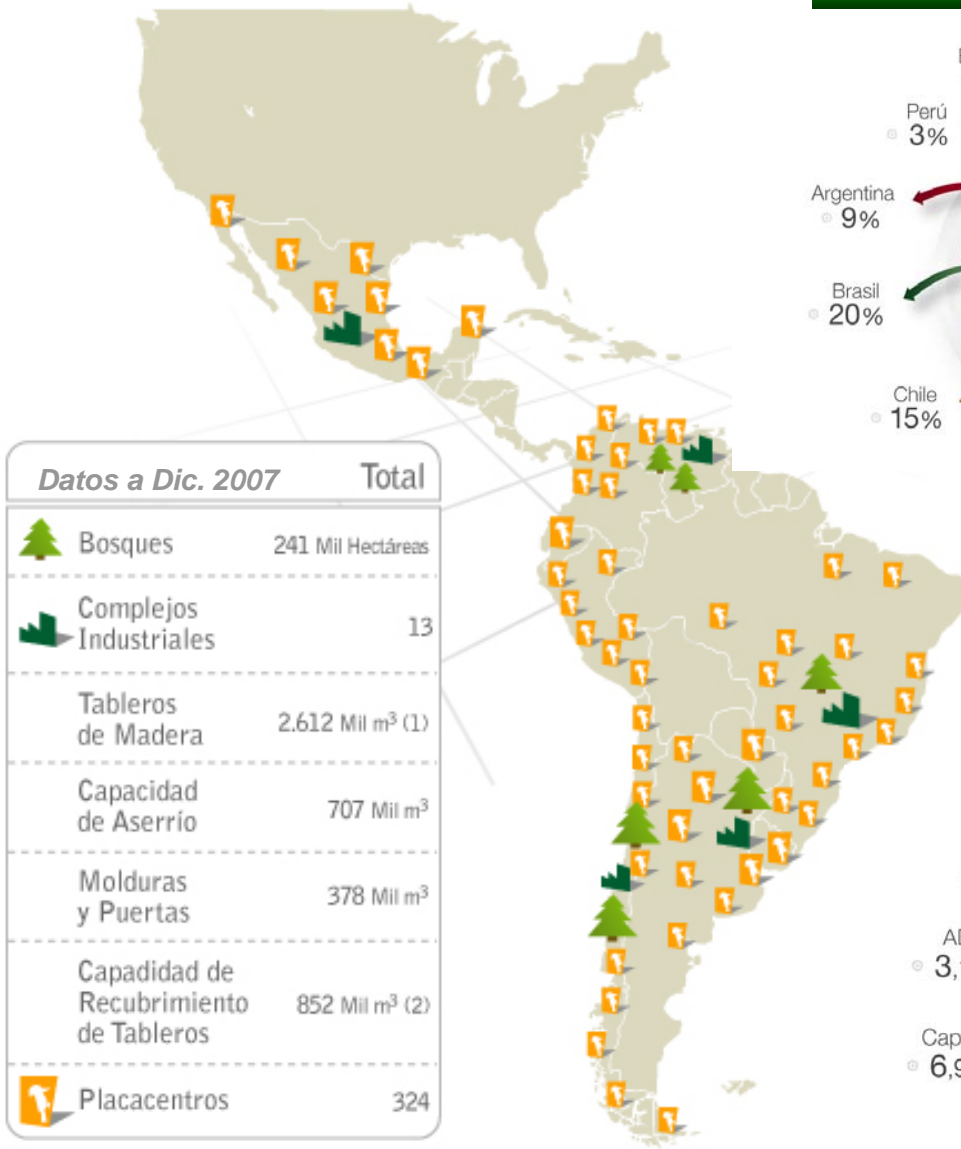 Perú
3%
Argentina
9%
Brasil
20%
Chile
15%
Datos a Dic. 2007 Total
Bosques 241 Mil Hectáreas
Complejos
Industriales 13
Tableros
de Madera 2.612 Mil m³ (1)
Capacidad
de Aserrío 707 Mil m³
Molduras
y Puertas 378 Mil m³
Capadidad de
Recubrimiento 852 Mil m³ (2)
de Tableros
Placacentros 324